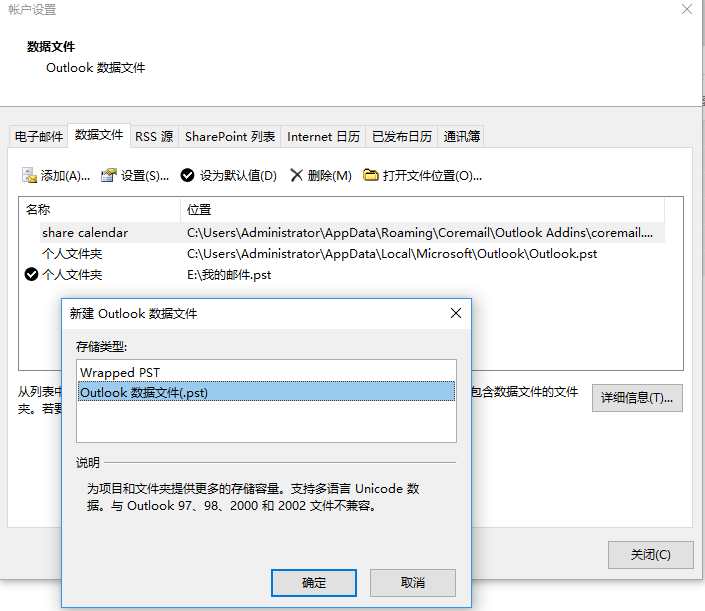 帐户设置
数据文件
Outlook 数据文件
电子邮件 数据文件 RSS 源 SharePoint 列表 Internet 日历 已发布日历 通讯簿
添加(A)... 设置(S)... 设为默认值(D) 删除(M) 打开文件位置(O)...
名称 位置
share calendar C:\Users\Administrator\AppData\Roaming\Coremail\Outlook Addins\coremail....
个人文件夹 C:\Users\Administrator\AppData\Local\Microsoft\Outlook\Outlook.pst
个人文件夹 E:\我的邮件.pst
新建 Outlook 数据文件
存储类型:
Wrapped PST
Outlook 数据文件(.pst)
从列表中 包含数据文件的文件
夹。若要
详细信息(T)...
说明
为项目和文件夹提供更多的存储容量。支持多语言 Unicode 数
据。与 Outlook 97、98、2000 和 2002 文件不兼容。
确定 取消
关闭(C)